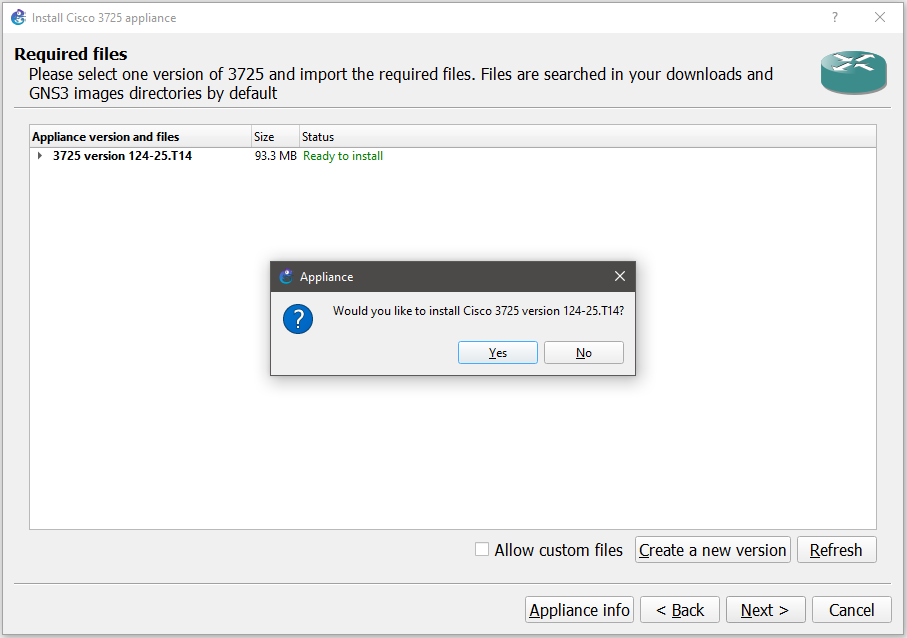 Install Cisco 3725 appliance
?
Required files
Please select one version of 3725 and import the required files. Files are searched in your downloads and
GNS3 images directories by default
Appliance version and files Size Status
3725 version 124-25.T14 93.3 MB Ready to install
Appliance
Would you like to install Cisco 3725 version 124-25.T14?
?
Yes No
Allow custom files Create a new version Refresh
Appliance info < Back Next > Cancel